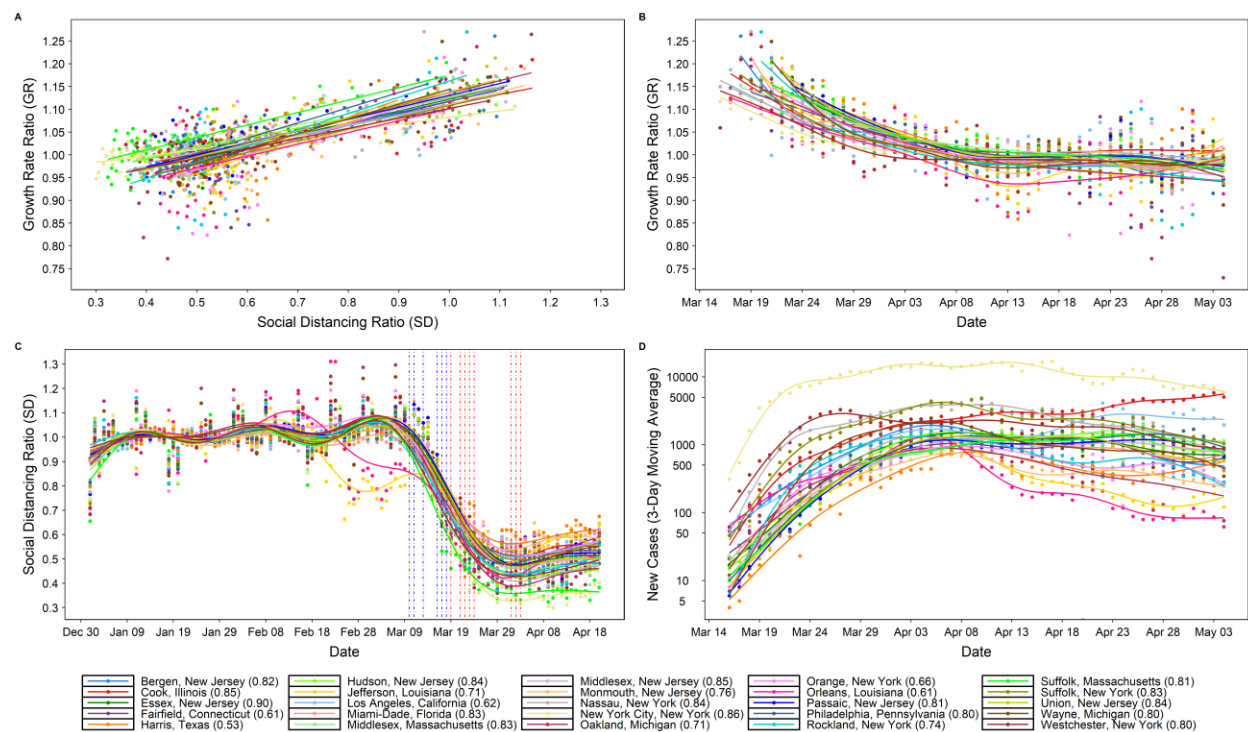 A
B
Growth Rate Ratio (GR)
1.25
1.20
1.15
1.10
1.05
1.00
0.95
0.90
0.85
0.80
0.75
0.3 0.4 0.5 0.6 0.7 0.8 0.9 1.0 1.1 1.2 1.3
Social Distancing Ratio (SD)
Growth Rate Ratio (GR)
1.25
1.20
1.15
1.10
1.05
1.00
0.95
0.90
0.85
0.80
0.75
Mar 14 Mar 19 Mar 24 Mar 29 Apr 03 Apr 08 Apr 13 Apr 18 Apr 23 Apr 28 May 03
Date
C
D
Social Distancing Ratio (SD)
1.3
1.2
1.1
1.0
0.9
0.8
0.7
0.6
0.5
0.4
0.3
Dec 30 Jan 09 Jan 19 Jan 29 Feb 08 Feb 18 Feb 28 Mar 09 Mar 19 Mar 29 Apr 08 Apr 18
Date
New Cases (3-Day Moving Average)
10000
5000
1000
500
100
50
10
5
Mar 14 Mar 19 Mar 24 Mar 29 Apr 03 Apr 08 Apr 13 Apr 18 Apr 23 Apr 28 May 03
Date
Bergen, New Jersey (0.82)
Cook, Illinois (0.85)
Essex, New Jersey (0.90)
Fairfield, Connecticut (0.61)
Harris, Texas (0.53)
Hudson, New Jersey (0.84)
Jefferson, Louisiana (0.71)
Los Angeles, California (0.62)
Miami-Dade, Florida (0.83)
Middlesex, Massachusetts (0.83)
Middlesex, New Jersey (0.85)
Monmouth, New Jersey (0.76)
Nassau, New York (0.84)
New York City, New York (0.86)
Oakland, Michigan (0.71)
Orange, New York (0.66)
Orleans, Louisiana (0.61)
Passaic, New Jersey (0.81)
Philadelphia, Pennsylvania (0.80)
Rockland, New York (0.74)
Suffolk, Massachusetts (0.81)
Suffolk, New York (0.83)
Union, New Jersey (0.84)
Wayne, Michigan (0.80)
Westchester, New York (0.80)